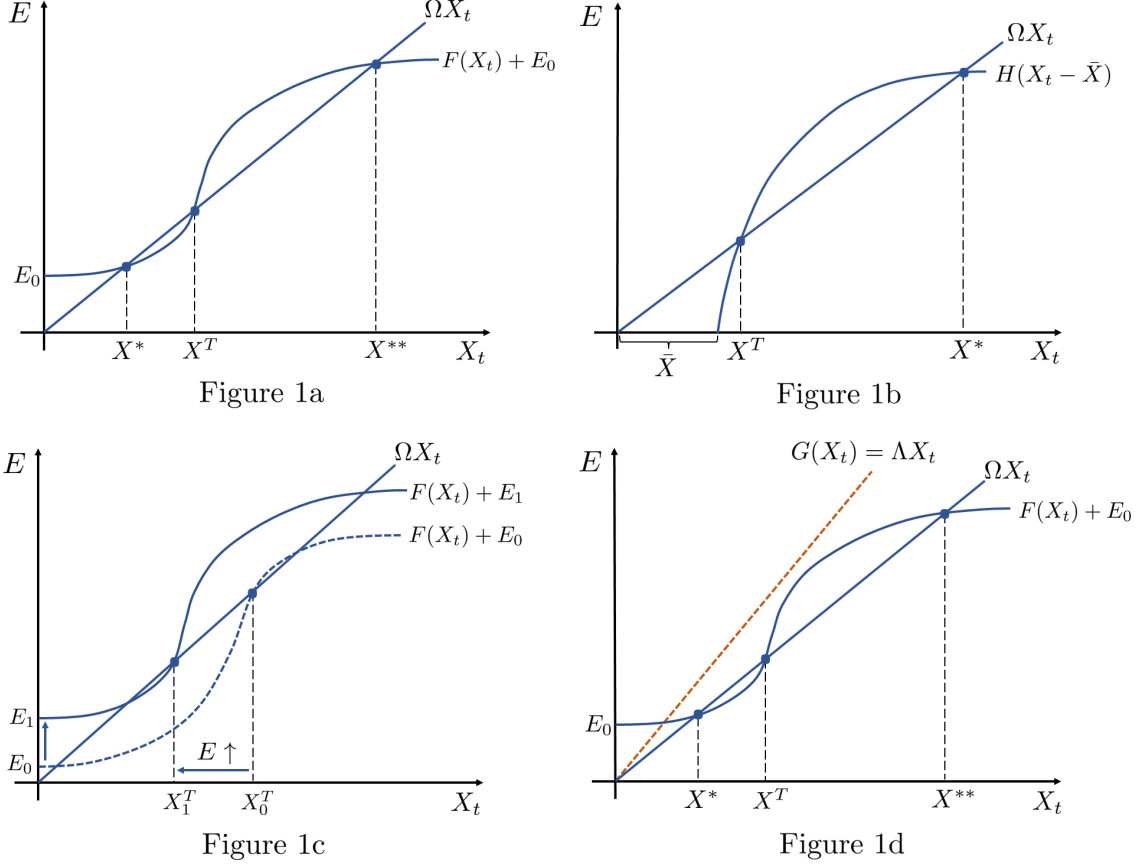 E
ΩX_t
F(X_t) + E_0
E_0
X^*
X^T
X^{**}
X_t
Figure 1a
E
ΩX_t
H(X_t − X̄)
X̄
X^T
X^*
X_t
Figure 1b
E
ΩX_t
F(X_t) + E_1
F(X_t) + E_0
E_1
E_0
E ↑
X_1^T
X_0^T
X_t
Figure 1c
E
G(X_t) = ΛX_t
ΩX_t
F(X_t) + E_0
E_0
X^*
X^T
X^{**}
X_t
Figure 1d